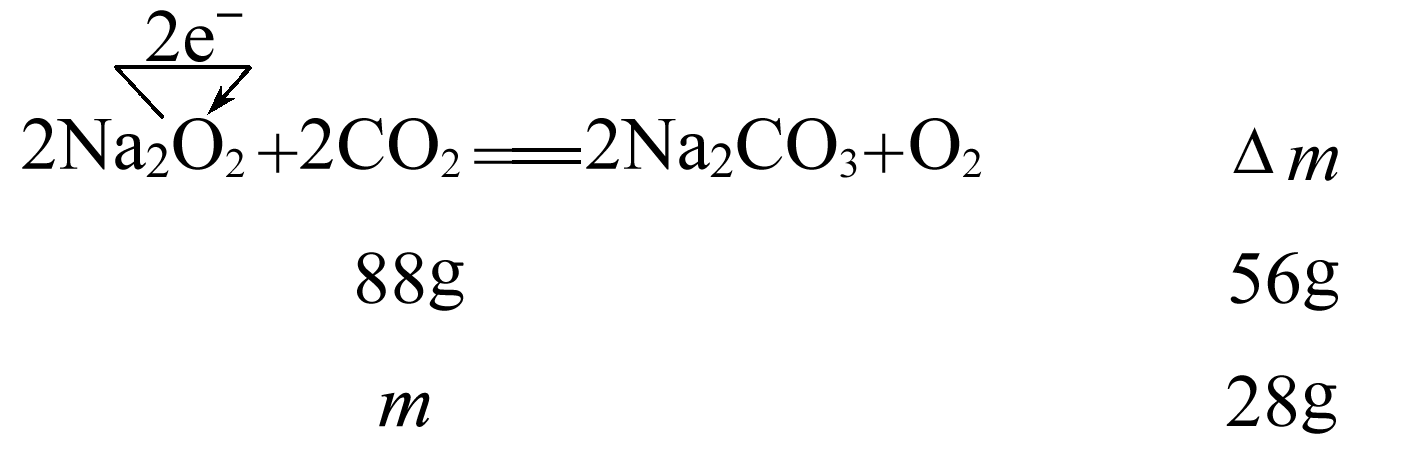 2e⁻
2Na₂O₂+2CO₂══2Na₂CO₃+O₂ Δm
88g 56g
m 28g